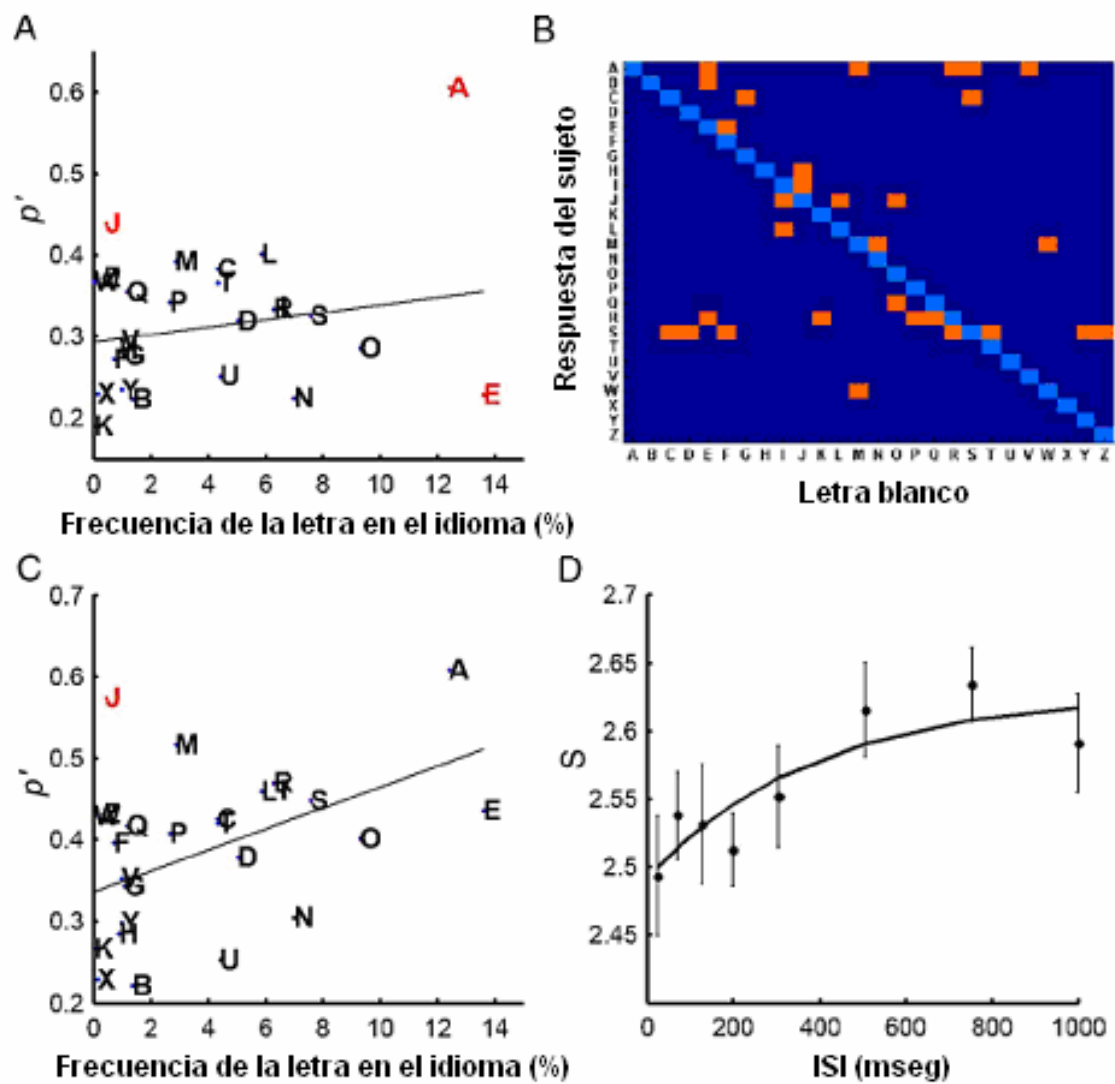 A
p'
0.6
0.5
0.4
0.3
0.2
A
J
L
M
C
W
Q
P
R
S
D
O
V
G
U
E
X
Y
B
N
K
0 2 4 6 8 10 12 14
Frecuencia de la letra en el idioma (%)
B
Respuesta del sujeto
A
B
C
D
E
F
G
H
I
J
K
L
M
N
O
P
Q
R
S
T
U
V
W
X
Y
Z
A B C D E F G H I J K L M N O P Q R S T U V W X Y Z
Letra blanco
C
p'
0.7
0.6
0.5
0.4
0.3
0.2
J
A
M
R
L
S
E
W
C
Q
P
F
O
D
V
G
Y
H
N
K
U
X
B
0 2 4 6 8 10 12 14
Frecuencia de la letra en el idioma (%)
D
S
2.7
2.65
2.6
2.55
2.5
2.45
0 200 400 600 800 1000
ISI (mseg)